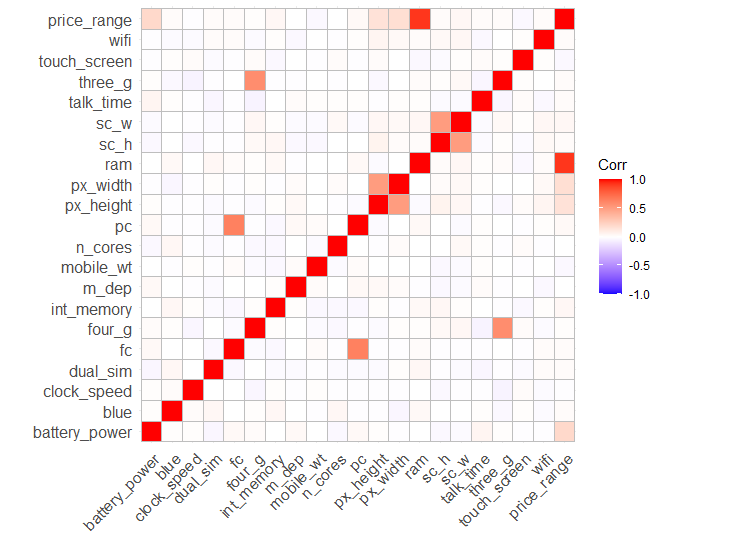 price_range
wifi
touch_screen
three_g
talk_time
sc_w
sc_h
ram
px_width
px_height
pc
n_cores
mobile_wt
m_dep
int_memory
four_g
fc
dual_sim
clock_speed
blue
battery_power
battery_power
blue
clock_speed
dual_sim
fc
four_g
int_memory
m_dep
mobile_wt
n_cores
pc
px_height
px_width
ram
sc_h
sc_w
talk_time
three_g
touch_screen
wifi
price_range
Corr
1.0
0.5
0.0
-0.5
-1.0